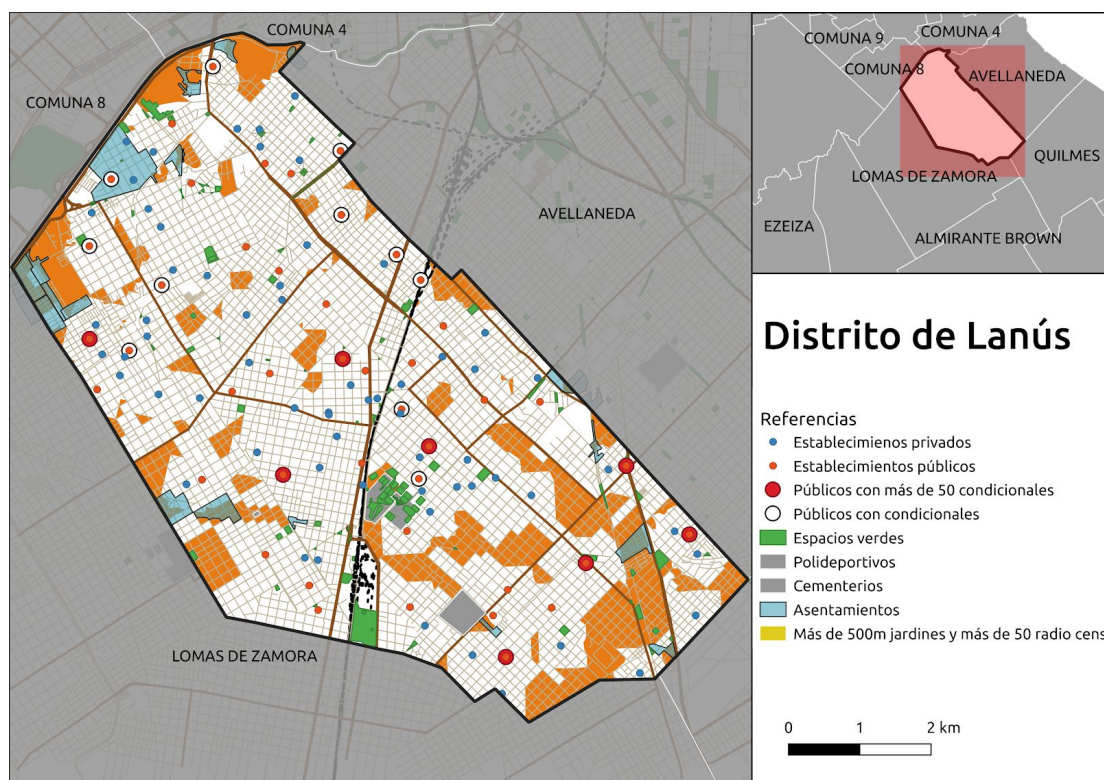 COMUNA 4
COMUNA 8
AVELLANEDA
LOMAS DE ZAMORA
COMUNA 9
COMUNA 4
COMUNA 8
AVELLANEDA
QUILMES
LOMAS DE ZAMORA
EZEIZA
ALMIRANTE BROWN
Distrito de Lanús
Referencias
Establecimienos privados
Establecimientos públicos
Públicos con más de 50 condicionales
Públicos con condicionales
Espacios verdes
Polideportivos
Cementerios
Asentamientos
Más de 500m jardines y más de 50 radio cens
0 1 2 km